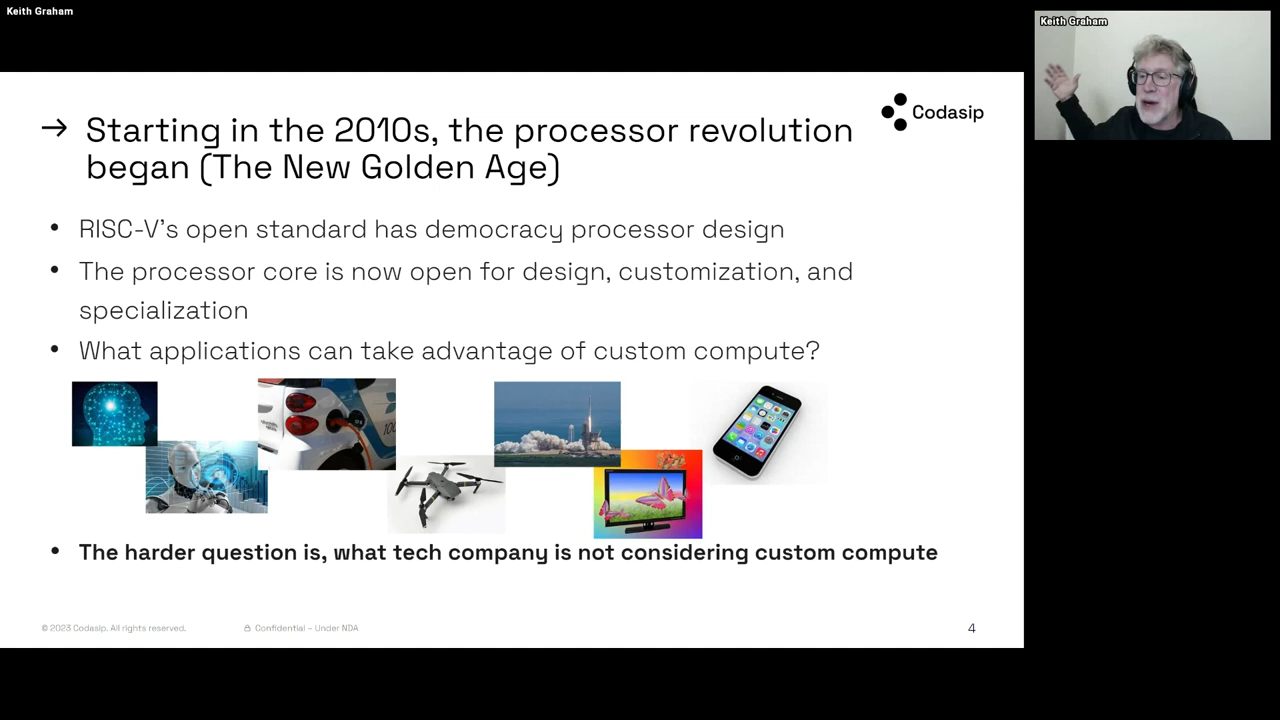 Keith Graham
Keith Graham
Codasip
→ Starting in the 2010s, the processor revolution
began (The New Golden Age)
• RISC-V's open standard has democracy processor design
• The processor core is now open for design, customization, and
specialization
• What applications can take advantage of custom compute?
• The harder question is, what tech company is not considering custom compute
© 2023 Codasip. All rights reserved. Confidential – Under NDA 4